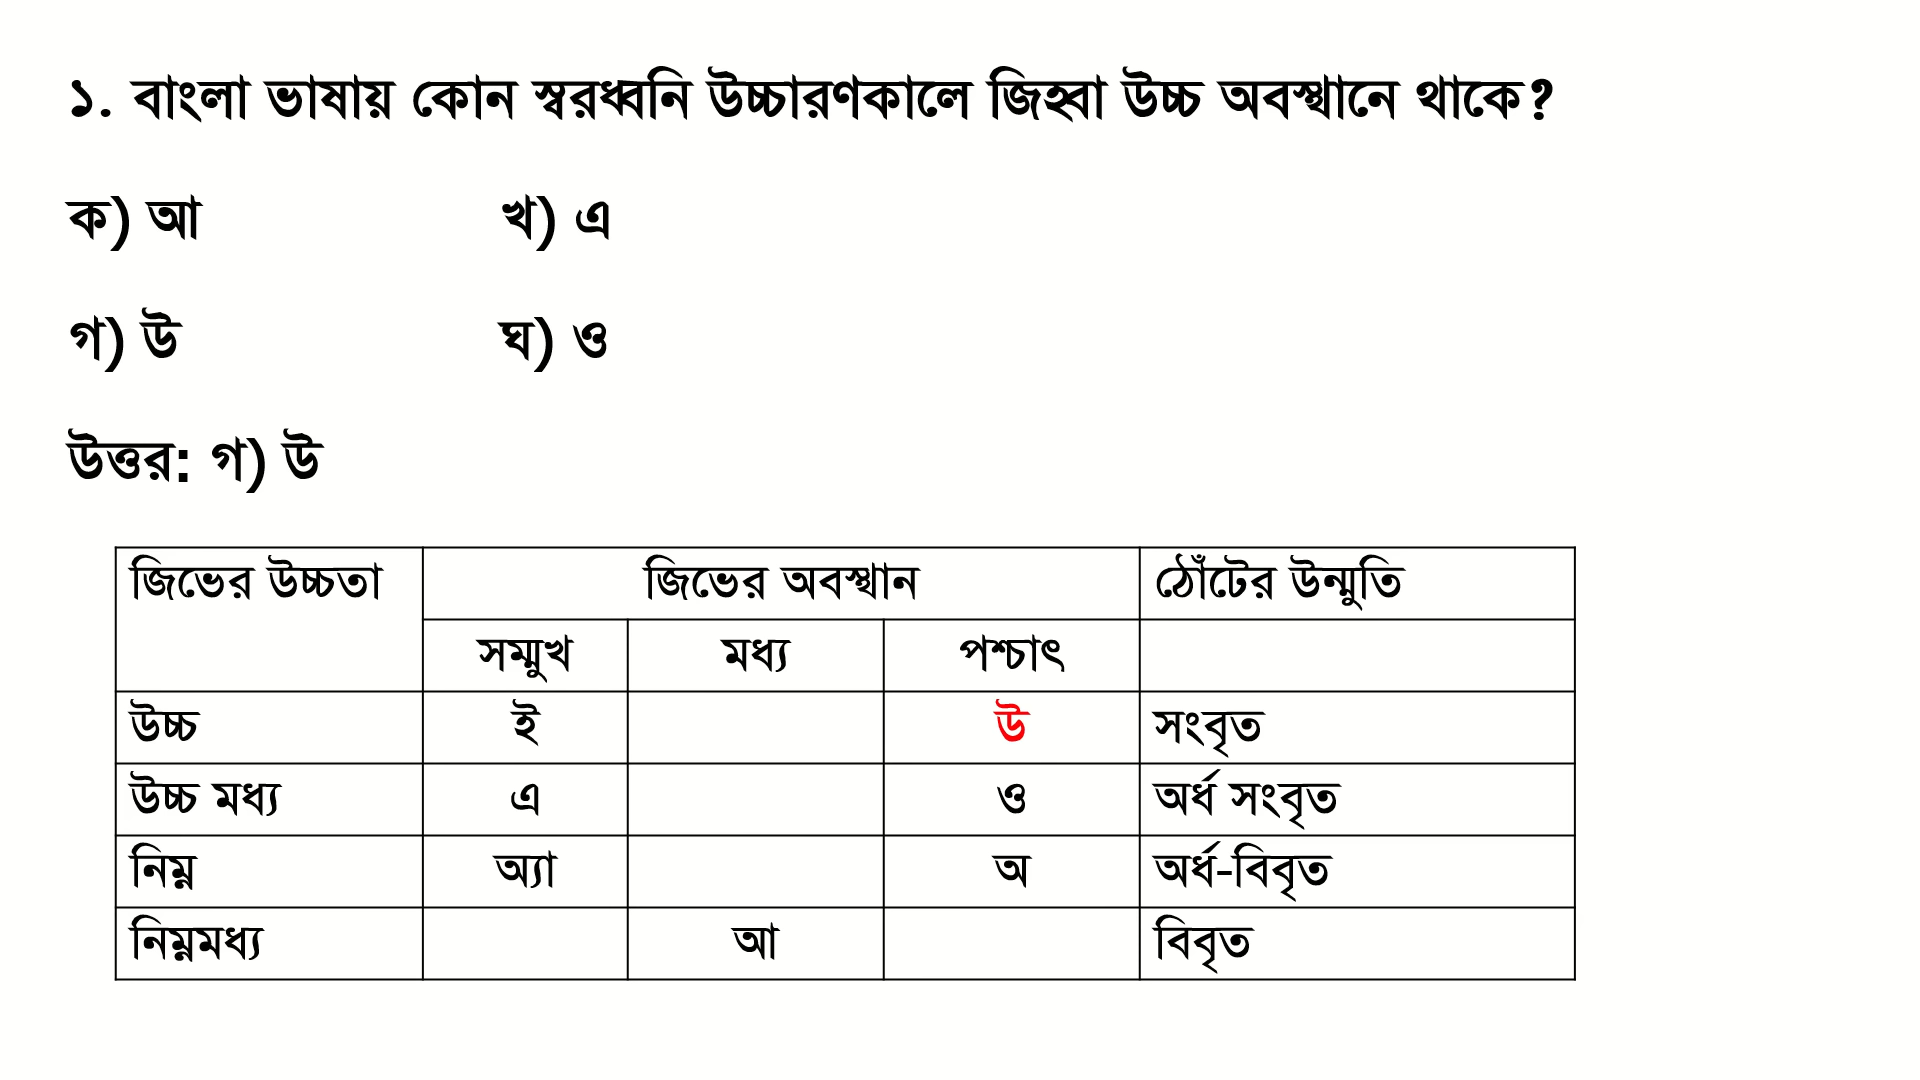 ১. বাংলা ভাষায় কোন স্বরধ্বনি উচ্চারণকালে জিহ্বা উচ্চ অবস্থানে থাকে?
ক) আ খ) এ
গ) উ ঘ) ও
উত্তর: গ) উ
জিভের উচ্চতা জিভের অবস্থান ঠোঁটের উন্মুতি
সম্মুখ মধ্য পশ্চাৎ
উচ্চ ই উ সংবৃত
উচ্চ মধ্য এ ও অর্ধ সংবৃত
নিম্ন অ্যা অ অর্ধ-বিবৃত
নিম্নমধ্য আ বিবৃত